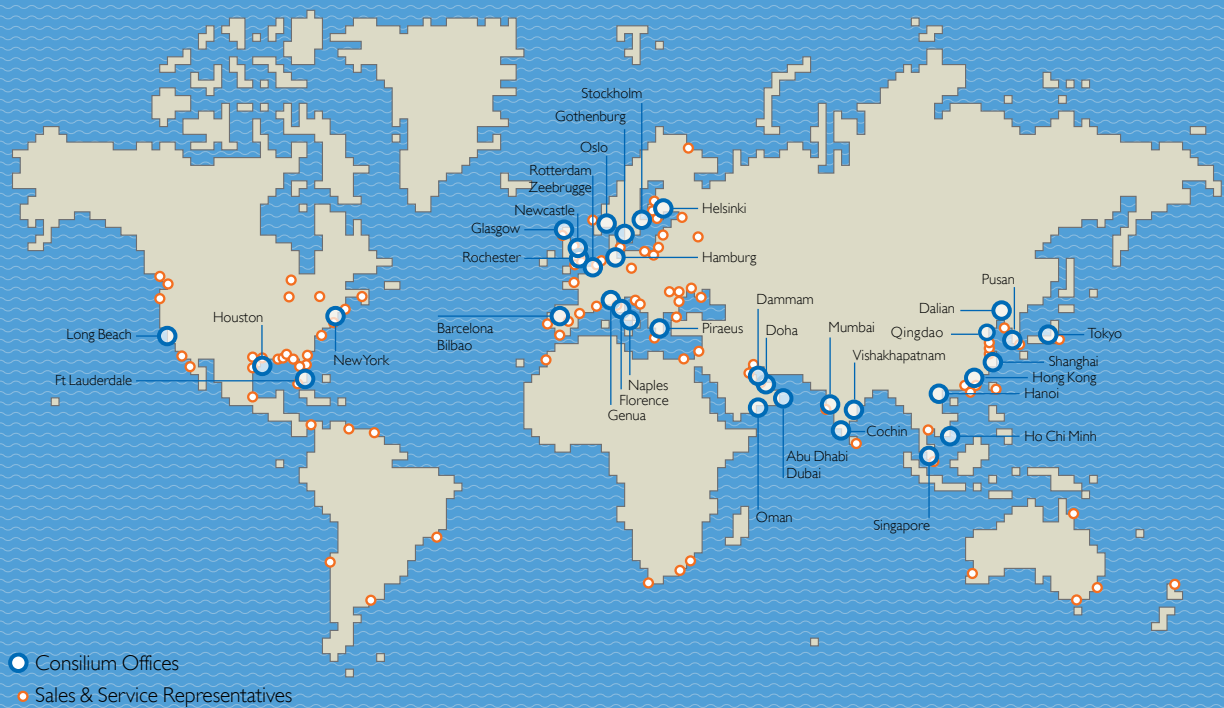 Stockholm
Gothenburg
Oslo
Rotterdam
Zeebrugge
Newcastle
Glasgow
Rochester
Helsinki
Hamburg
Pusan
Dalian
Qingdao
Tokyo
Shanghai
Hong Kong
Hanoi
Ho Chi Minh
Singapore
Dammam
Doha
Mumbai
Vishakhapatnam
Cochin
Abu Dhabi
Dubai
Oman
Piraeus
Barcelona
Bilbao
Naples
Florence
Genua
Houston
Long Beach
New York
Ft Lauderdale
Consilium Offices
Sales & Service Representatives